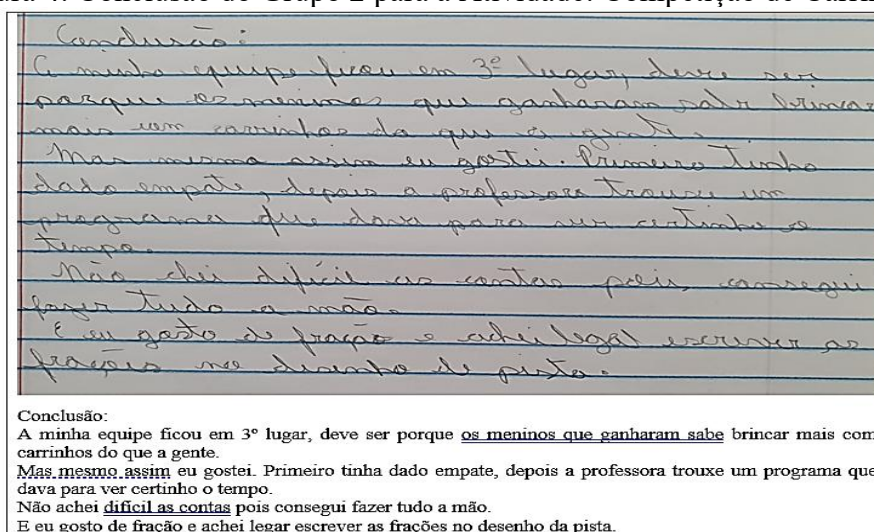 Conclusão:
A minha equipe ficou em 3º lugar, deve ser
porque os meninos que ganharam sabe brincar
mais com carrinhos do que a gente.
Mas mesmo assim eu gostei. Primeiro tinha
dado empate, depois a professora trouxe um
programa que dava para ver certinho o
tempo.
Não chei difícil as contas pois, consegui
fazer tudo a mão.
E eu gosto de fração e achei legal escrever as
frações no desenho da pista.
Conclusão:
A minha equipe ficou em 3º lugar, deve ser porque os meninos que ganharam sabe brincar mais com
carrinhos do que a gente.
Mas mesmo assim eu gostei. Primeiro tinha dado empate, depois a professora trouxe um programa que
dava para ver certinho o tempo.
Não achei difícil as contas pois consegui fazer tudo a mão.
E eu gosto de fração e achei legar escrever as frações no desenho da pista.